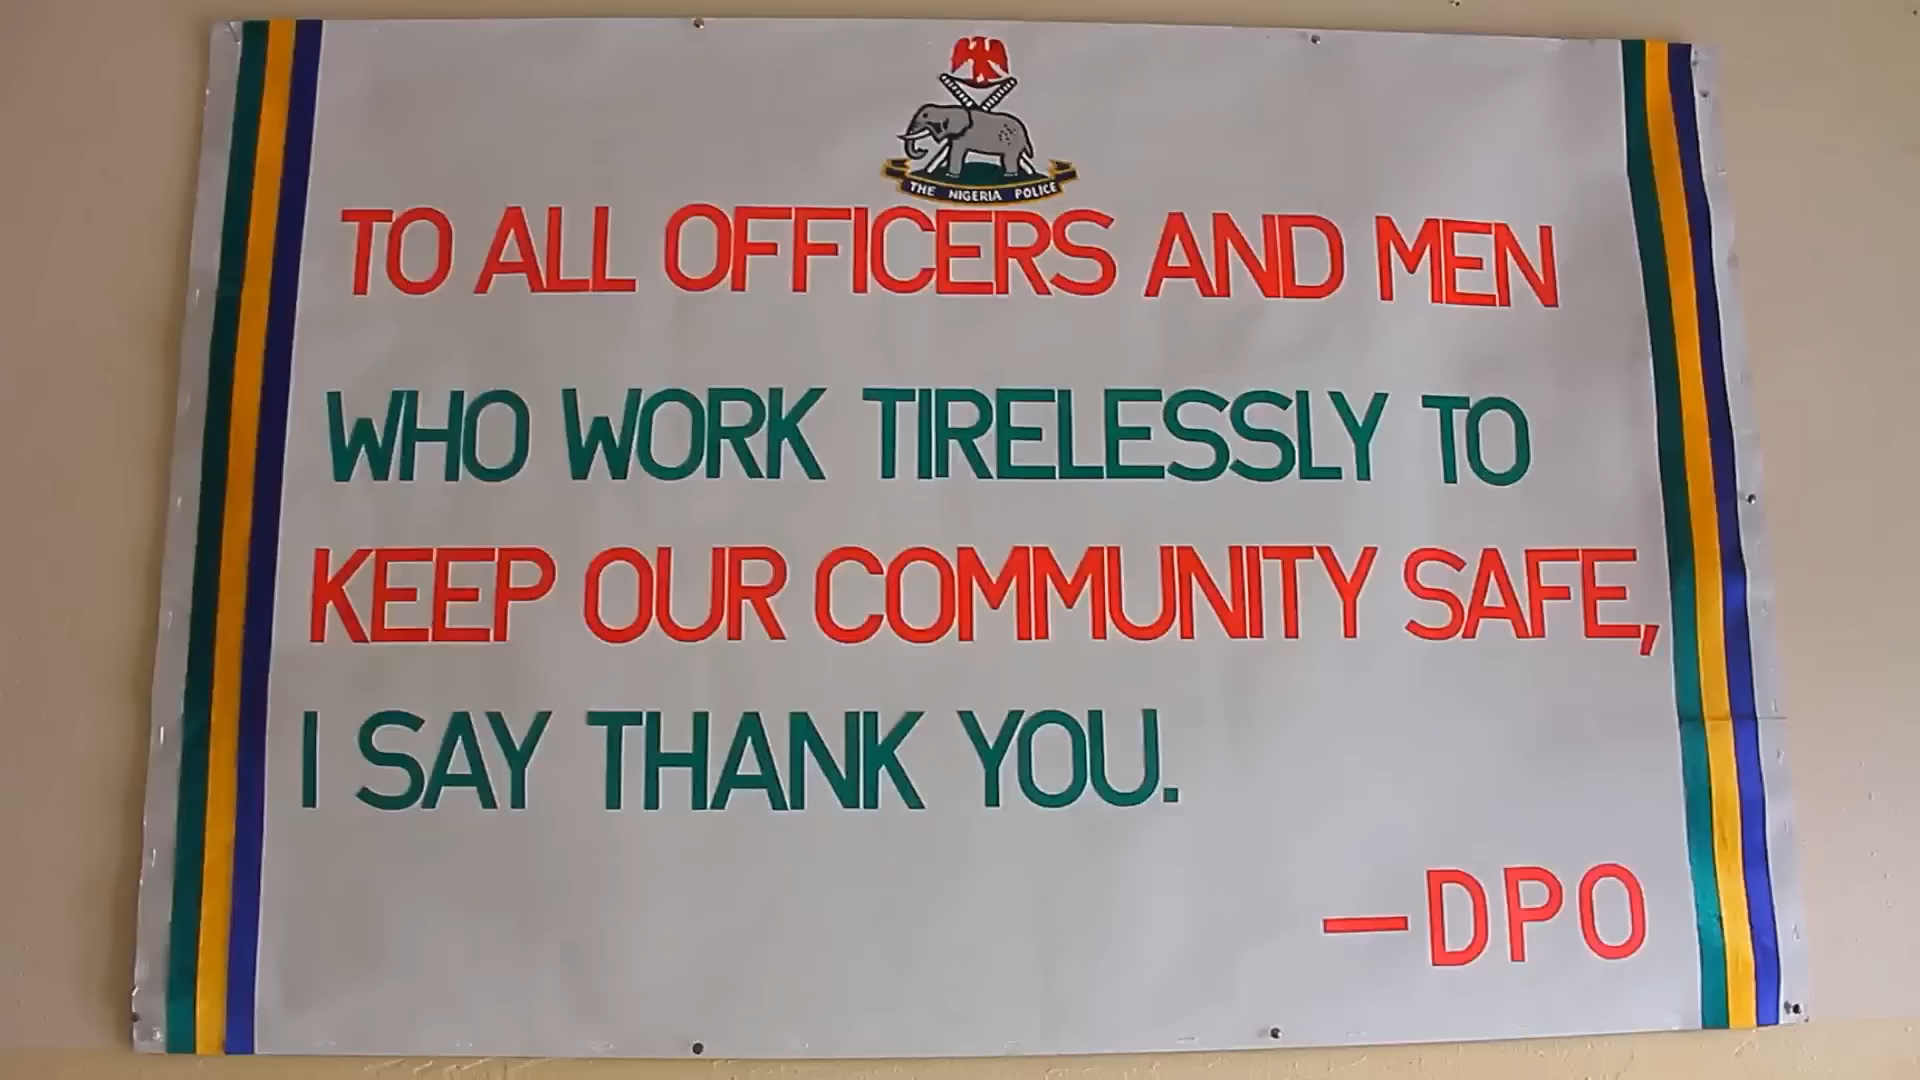 THE NIGERIA POLICE
TO ALL OFFICERS AND MEN
WHO WORK TIRELESSLY TO
KEEP OUR COMMUNITY SAFE,
I SAY THANK YOU.
—DPO